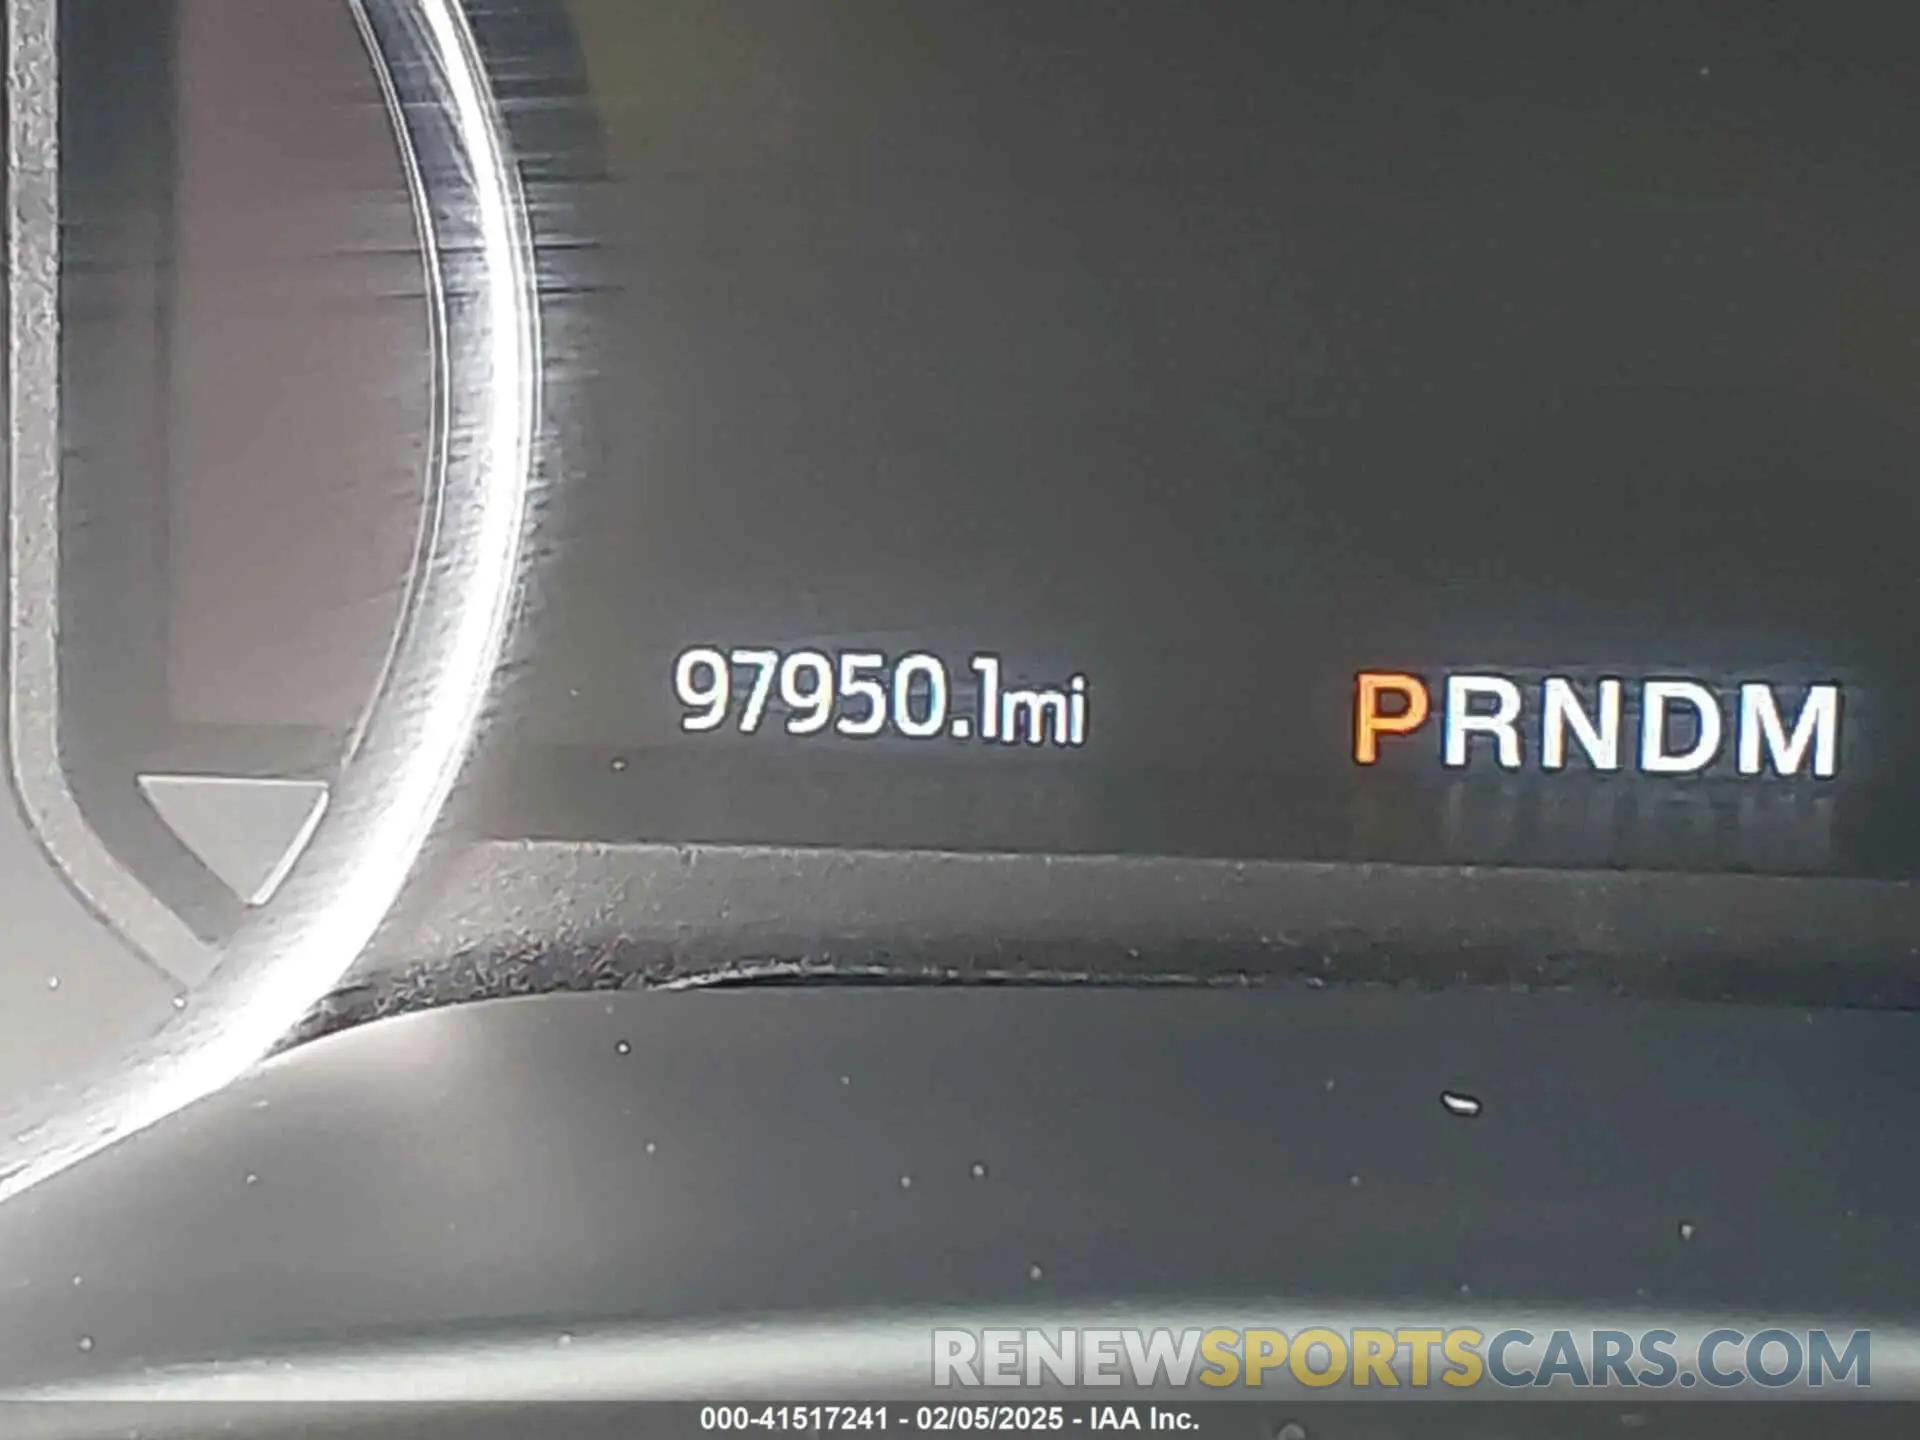 97950.1mi
PRNDM
RENEWSPORTSCARS.COM
000-41517241 - 02/05/2025 - IAA Inc.